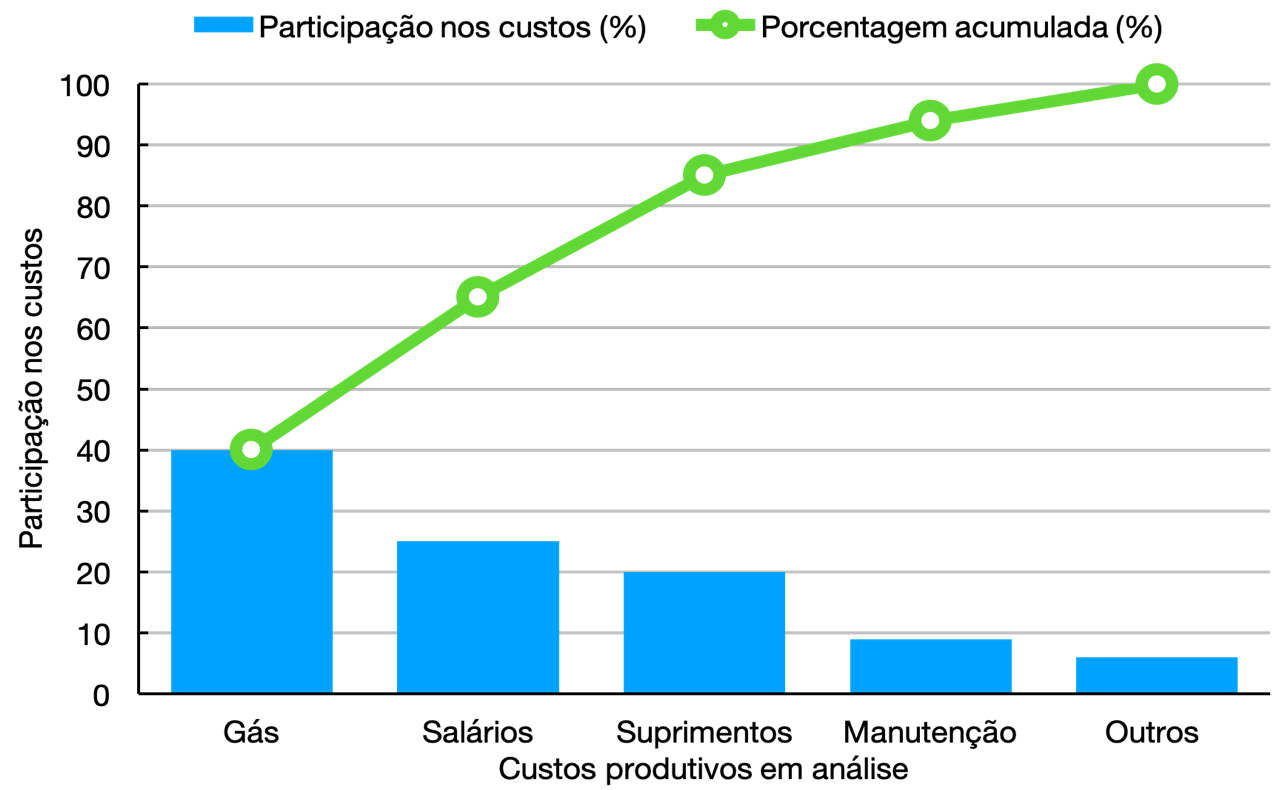 Participação nos custos (%) Porcentagem acumulada (%)
Participação nos custos
100
90
80
70
60
50
40
30
20
10
0
Gás Salários Suprimentos Manutenção Outros
Custos produtivos em análise